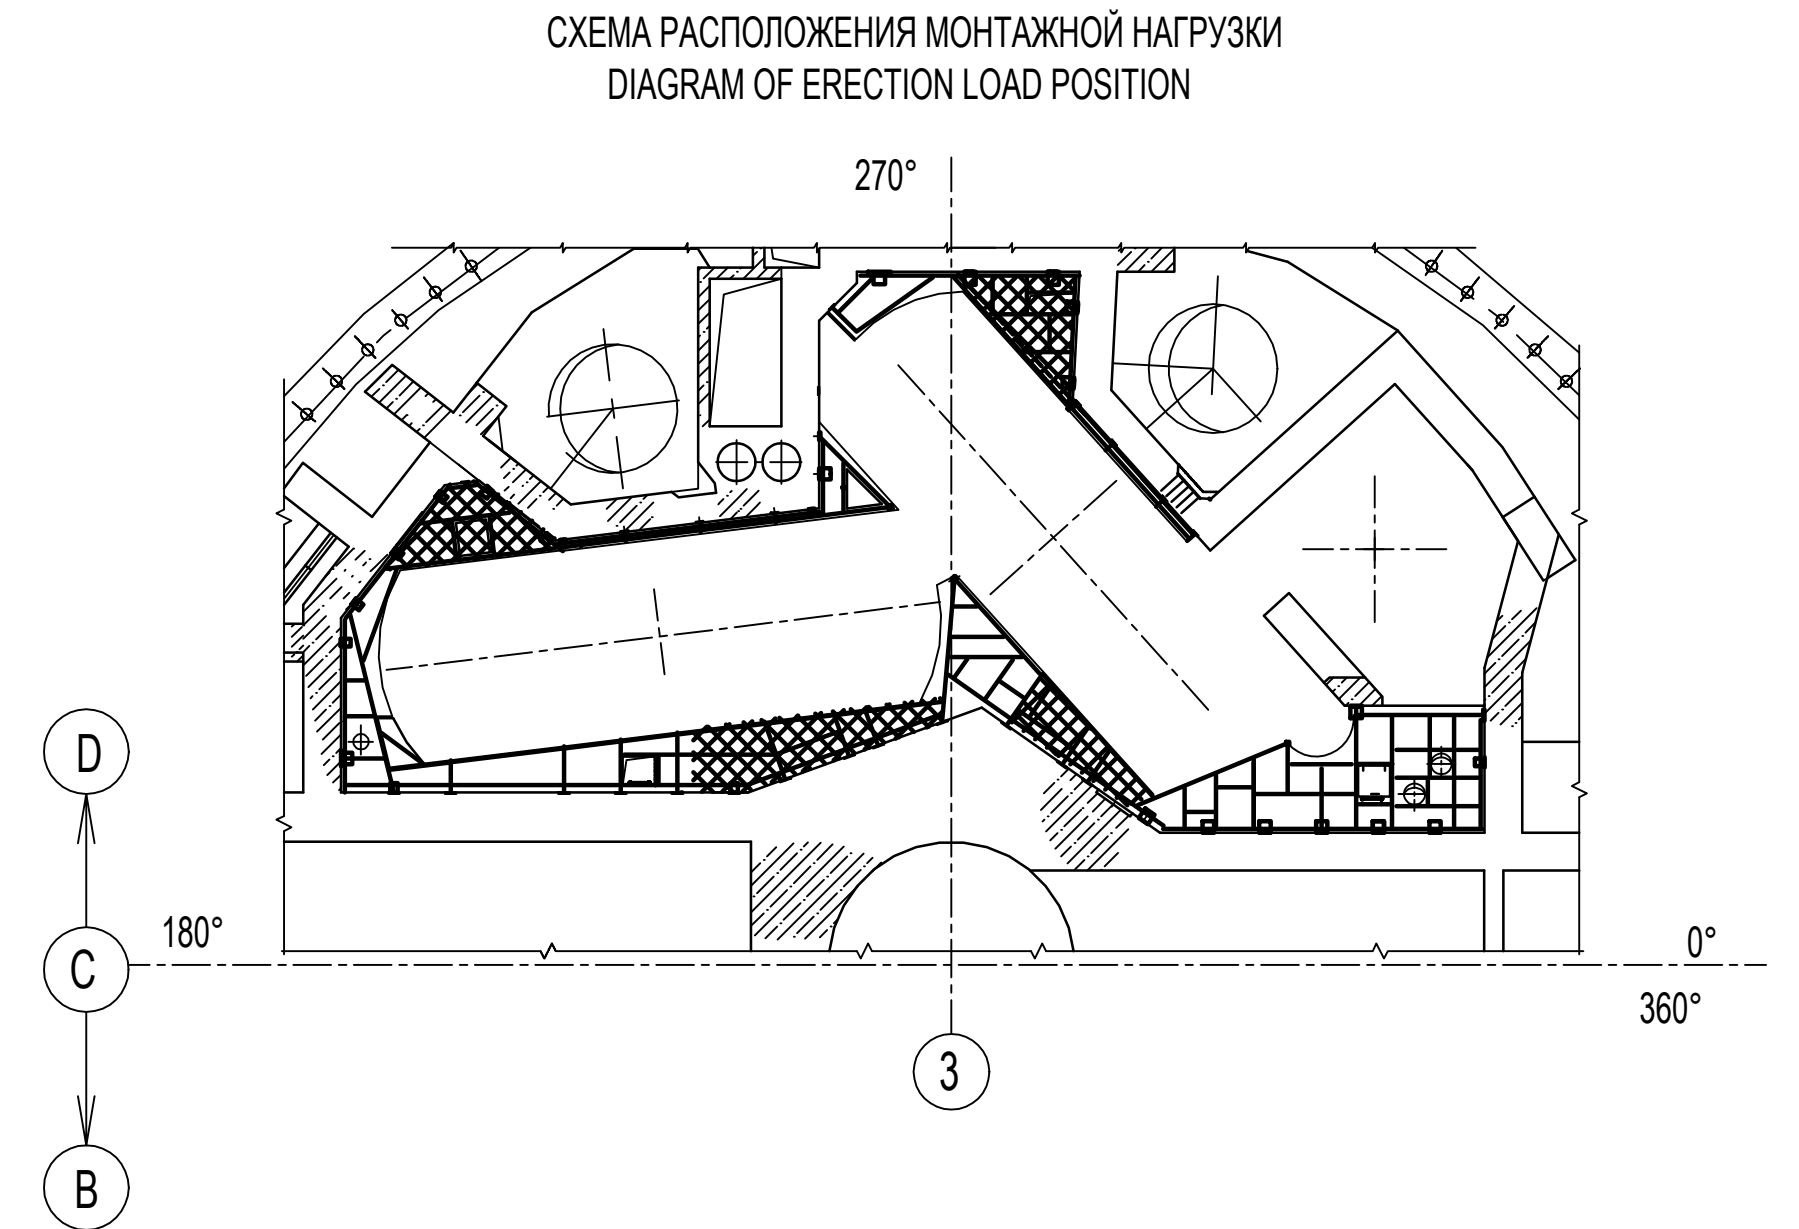 СХЕМА РАСПОЛОЖЕНИЯ МОНТАЖНОЙ НАГРУЗКИ
DIAGRAM OF ERECTION LOAD POSITION
270°
D
180°
C
0°
360°
3
B